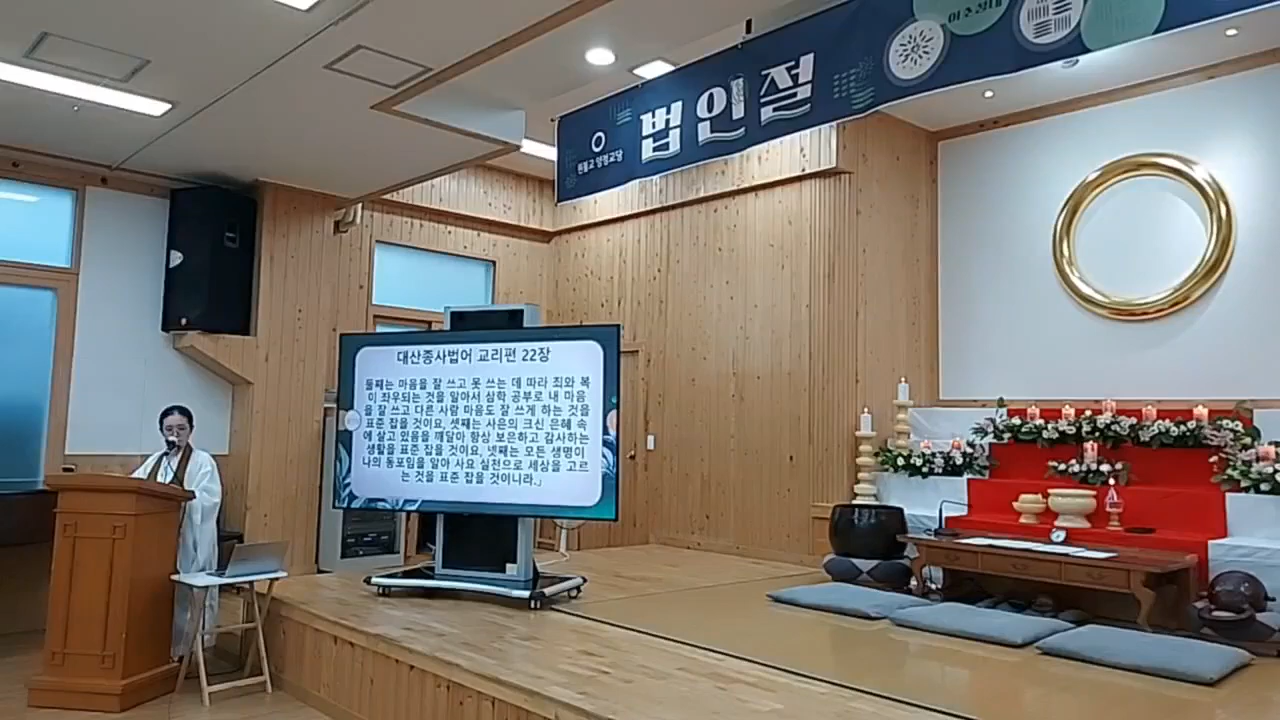 법인절
원불교 양정교당
대산종사법어 교리편 22장
둘째는 마음을 잘 쓰고 못 쓰는 데 따라 죄와 복
이 좌우되는 것을 알아서 삼학 공부로 내 마음
을 잘 쓰고 다른 사람 마음도 잘 쓰게 하는 것을
표준 잡을 것이요, 셋째는 사은의 크신 은혜 속
에 살고 있음을 깨달아 항상 보은하고 감사하는
생활을 표준 잡을 것이요, 넷째는 모든 생명이
나의 동포임을 알아 사요 실천으로 세상을 고르
는 것을 표준 잡을 것이니라.」